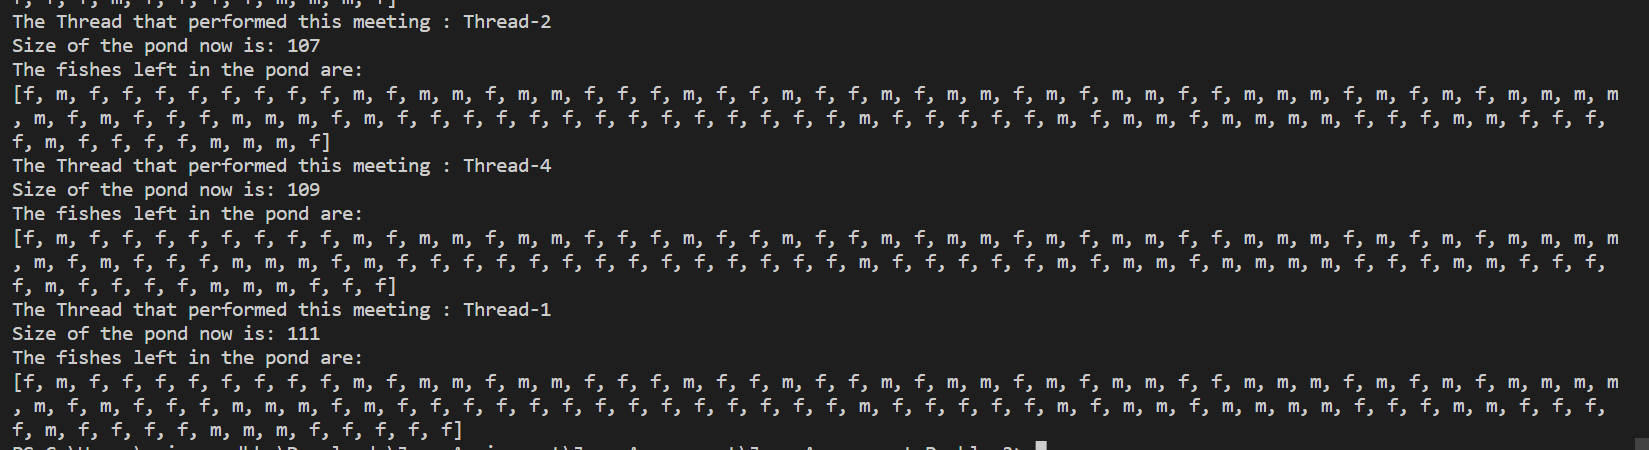 f, f, f, m, f, f, f, f, m, m, m, f]
The Thread that performed this meeting : Thread-2
Size of the pond now is: 107
The fishes left in the pond are:
[f, m, f, f, f, f, f, f, f, f, m, f, m, m, f, m, m, f, f, f, m, f, f, m, f, f, m, f, m, m, f, m, f, m, m, f, f, m, m, m, f, m, f, m, f, m, m, m, m
, m, f, m, f, f, f, m, m, m, f, m, f, f, f, f, f, f, f, f, f, f, f, f, f, f, m, f, f, f, f, f, m, f, m, m, f, m, m, m, m, f, f, f, m, m, f, f, f,
f, m, f, f, f, f, m, m, m, f]
The Thread that performed this meeting : Thread-4
Size of the pond now is: 109
The fishes left in the pond are:
[f, m, f, f, f, f, f, f, f, f, m, f, m, m, f, m, m, f, f, f, m, f, f, m, f, f, m, f, m, m, f, m, f, m, m, f, f, m, m, m, f, m, f, m, f, m, m, m, m
, m, f, m, f, f, f, m, m, m, f, m, f, f, f, f, f, f, f, f, f, f, f, f, f, f, m, f, f, f, f, f, m, f, m, m, f, m, m, m, m, f, f, f, m, m, f, f, f,
f, m, f, f, f, f, m, m, m, f, f, f]
The Thread that performed this meeting : Thread-1
Size of the pond now is: 111
The fishes left in the pond are:
[f, m, f, f, f, f, f, f, f, f, m, f, m, m, f, m, m, f, f, f, m, f, f, m, f, f, m, f, m, m, f, m, f, m, m, f, f, m, m, m, f, m, f, m, f, m, m, m, m
, m, f, m, f, f, f, m, m, m, f, m, f, f, f, f, f, f, f, f, f, f, f, f, f, f, m, f, f, f, f, f, m, f, m, m, f, m, m, m, m, f, f, f, m, m, f, f, f,
f, m, f, f, f, f, m, m, m, f, f, f, f, f]